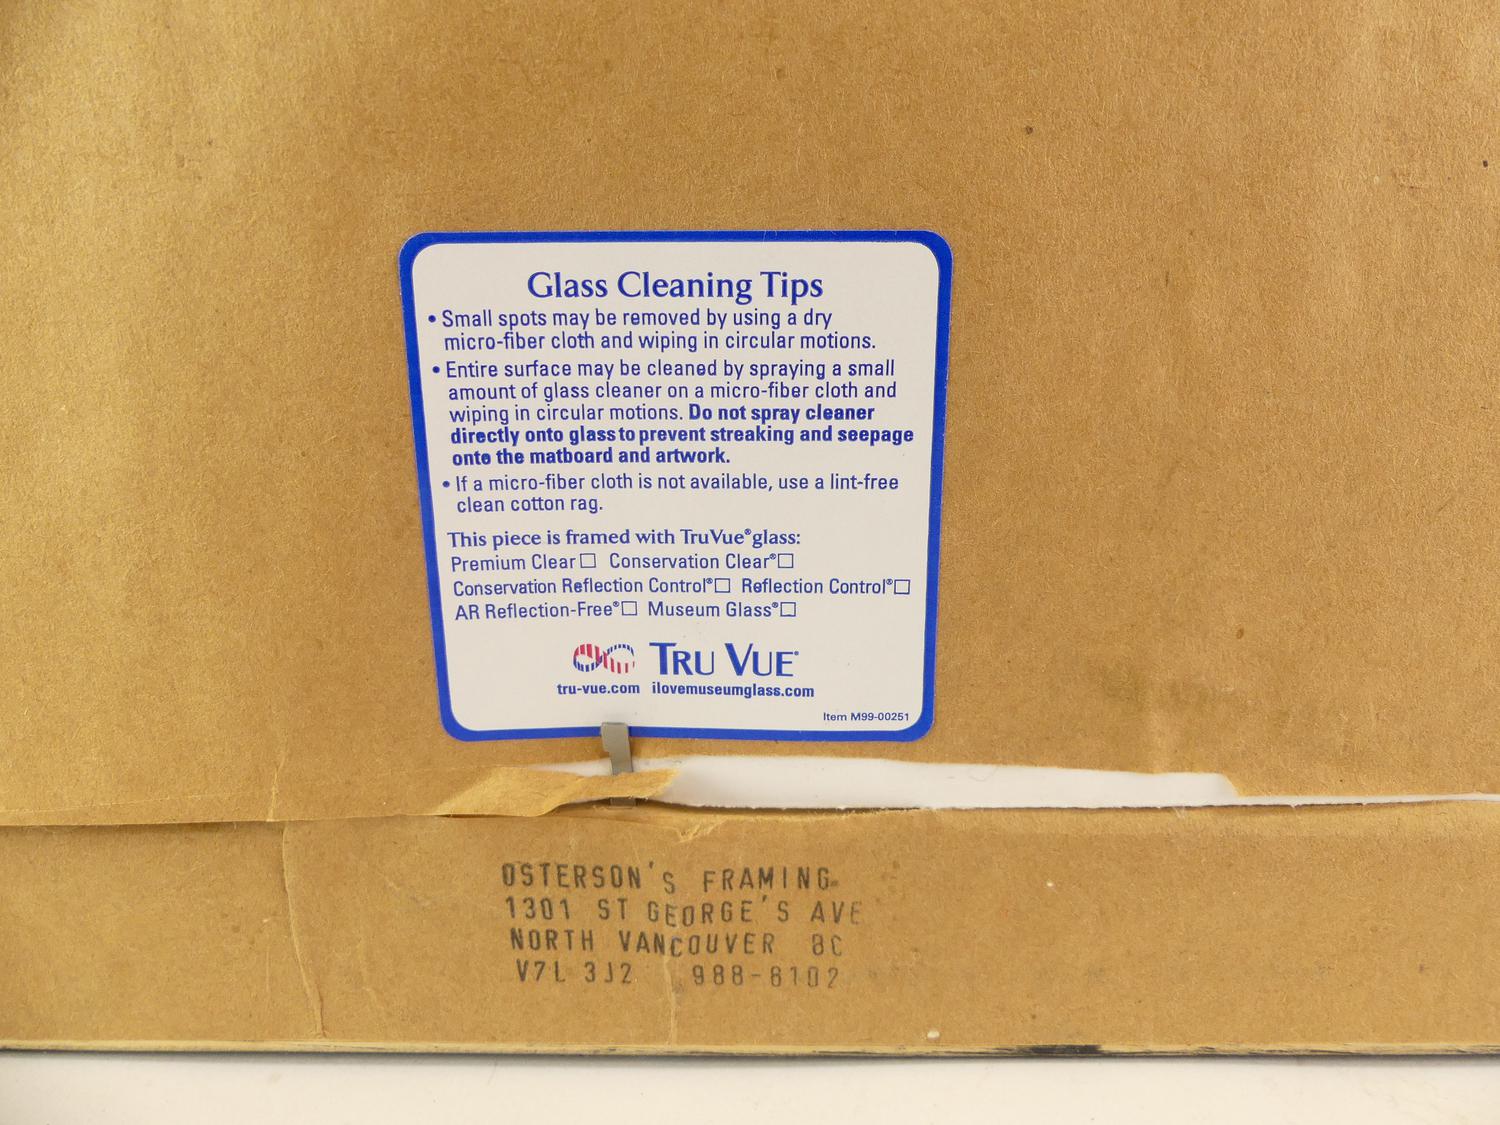 Glass Cleaning Tips
• Small spots may be removed by using a dry
micro-fiber cloth and wiping in circular motions.
• Entire surface may be cleaned by spraying a small
amount of glass cleaner on a micro-fiber cloth and
wiping in circular motions. Do not spray cleaner
directly onto glass to prevent streaking and seepage
onto the matboard and artwork.
• If a micro-fiber cloth is not available, use a lint-free
clean cotton rag.
This piece is framed with Tru Vue® glass:
Premium Clear☐ Conservation Clear®☐
Conservation Reflection Control®☐ Reflection Control®☐
AR Reflection-Free®☐ Museum Glass®☐
TRU VUE®
tru-vue.com ilovemuseumglass.com
Item M99-00251
OSTERSON'S FRAMING
1301 ST GEORGE'S AVE
NORTH VANCOUVER BC
V7L 3J2 988-6102